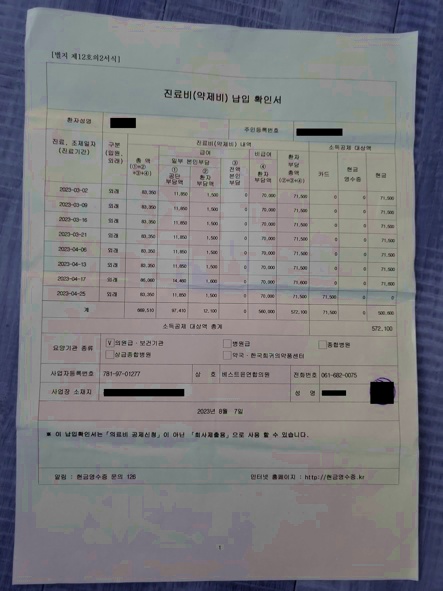 [별지 제12호의2서식]
진료비(약제비) 납입 확인서
환자성명 주민등록번호
진료, 조제일자 (진료기간) 구분 (입원, 외래) 진료비(약제비) 내역 소득공제 대상액
총 액 (①+②+③+④) 급여 비급여 환자 부담 총액 (②+③+④) 카드 현금 영수증 현금
일부 본인부담 ③ 전액 본인 부담 ④ 환자 부담액
① 공단 부담액 ② 환자 부담액
2023-03-02 외래 83,350 11,850 1,500 0 70,000 71,500 0 0 71,500
2023-03-09 외래 83,350 11,850 1,500 0 70,000 71,500 0 0 71,500
2023-03-16 외래 83,350 11,850 1,500 0 70,000 71,500 0 0 71,500
2023-03-21 외래 83,350 11,850 1,500 0 70,000 71,500 0 0 71,500
2023-04-06 외래 83,350 11,850 1,500 0 70,000 71,500 0 0 71,500
2023-04-13 외래 83,350 11,850 1,500 0 70,000 71,500 0 0 71,500
2023-04-17 외래 14,460 1,600 0 70,000 0 0
2023-04-25 외래 83,350 11,850 1,500 0 70,000 71,500 71,500 0 0
계 97,410 12,100 0 560,000 572,100 71,500 0
소득공제 대상액 총계 572,100
요양기관 종류 [V]의원급ㆍ보건기관 [ ]병원급 [ ]종합병원
[ ]상급종합병원 [ ]약국ㆍ한국희귀의약품센터
사업자등록번호 781-97-01277 상 호 베스트원연합의원 전화번호 061-682-0075
사업장 소재지 성 명
2023년 8월 7일
※ 이 납입확인서는「의료비 공제신청」이 아닌 「회사제출용」으로 사용 할 수 있습니다.
알림 : 현금영수증 문의 126 인터넷 홈페이지 : http://현금영수증.kr
1